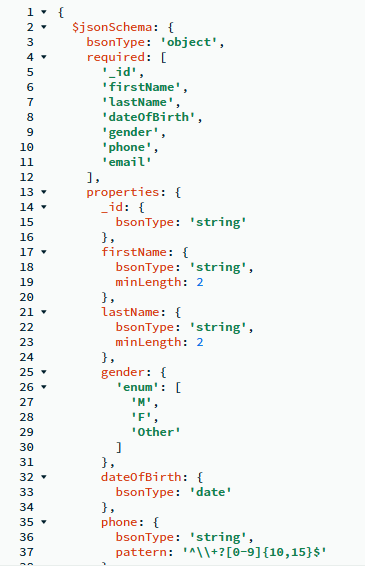 1 {
2 $jsonSchema: {
3 bsonType: 'object',
4 required: [
5 '_id',
6 'firstName',
7 'lastName',
8 'dateOfBirth',
9 'gender',
10 'phone',
11 'email'
12 ],
13 properties: {
14 _id: {
15 bsonType: 'string'
16 },
17 firstName: {
18 bsonType: 'string',
19 minLength: 2
20 },
21 lastName: {
22 bsonType: 'string',
23 minLength: 2
24 },
25 gender: {
26 'enum': [
27 'M',
28 'F',
29 'Other'
30 ]
31 },
32 dateOfBirth: {
33 bsonType: 'date'
34 },
35 phone: {
36 bsonType: 'string',
37 pattern: '^\\+?[0-9]{10,15}$'